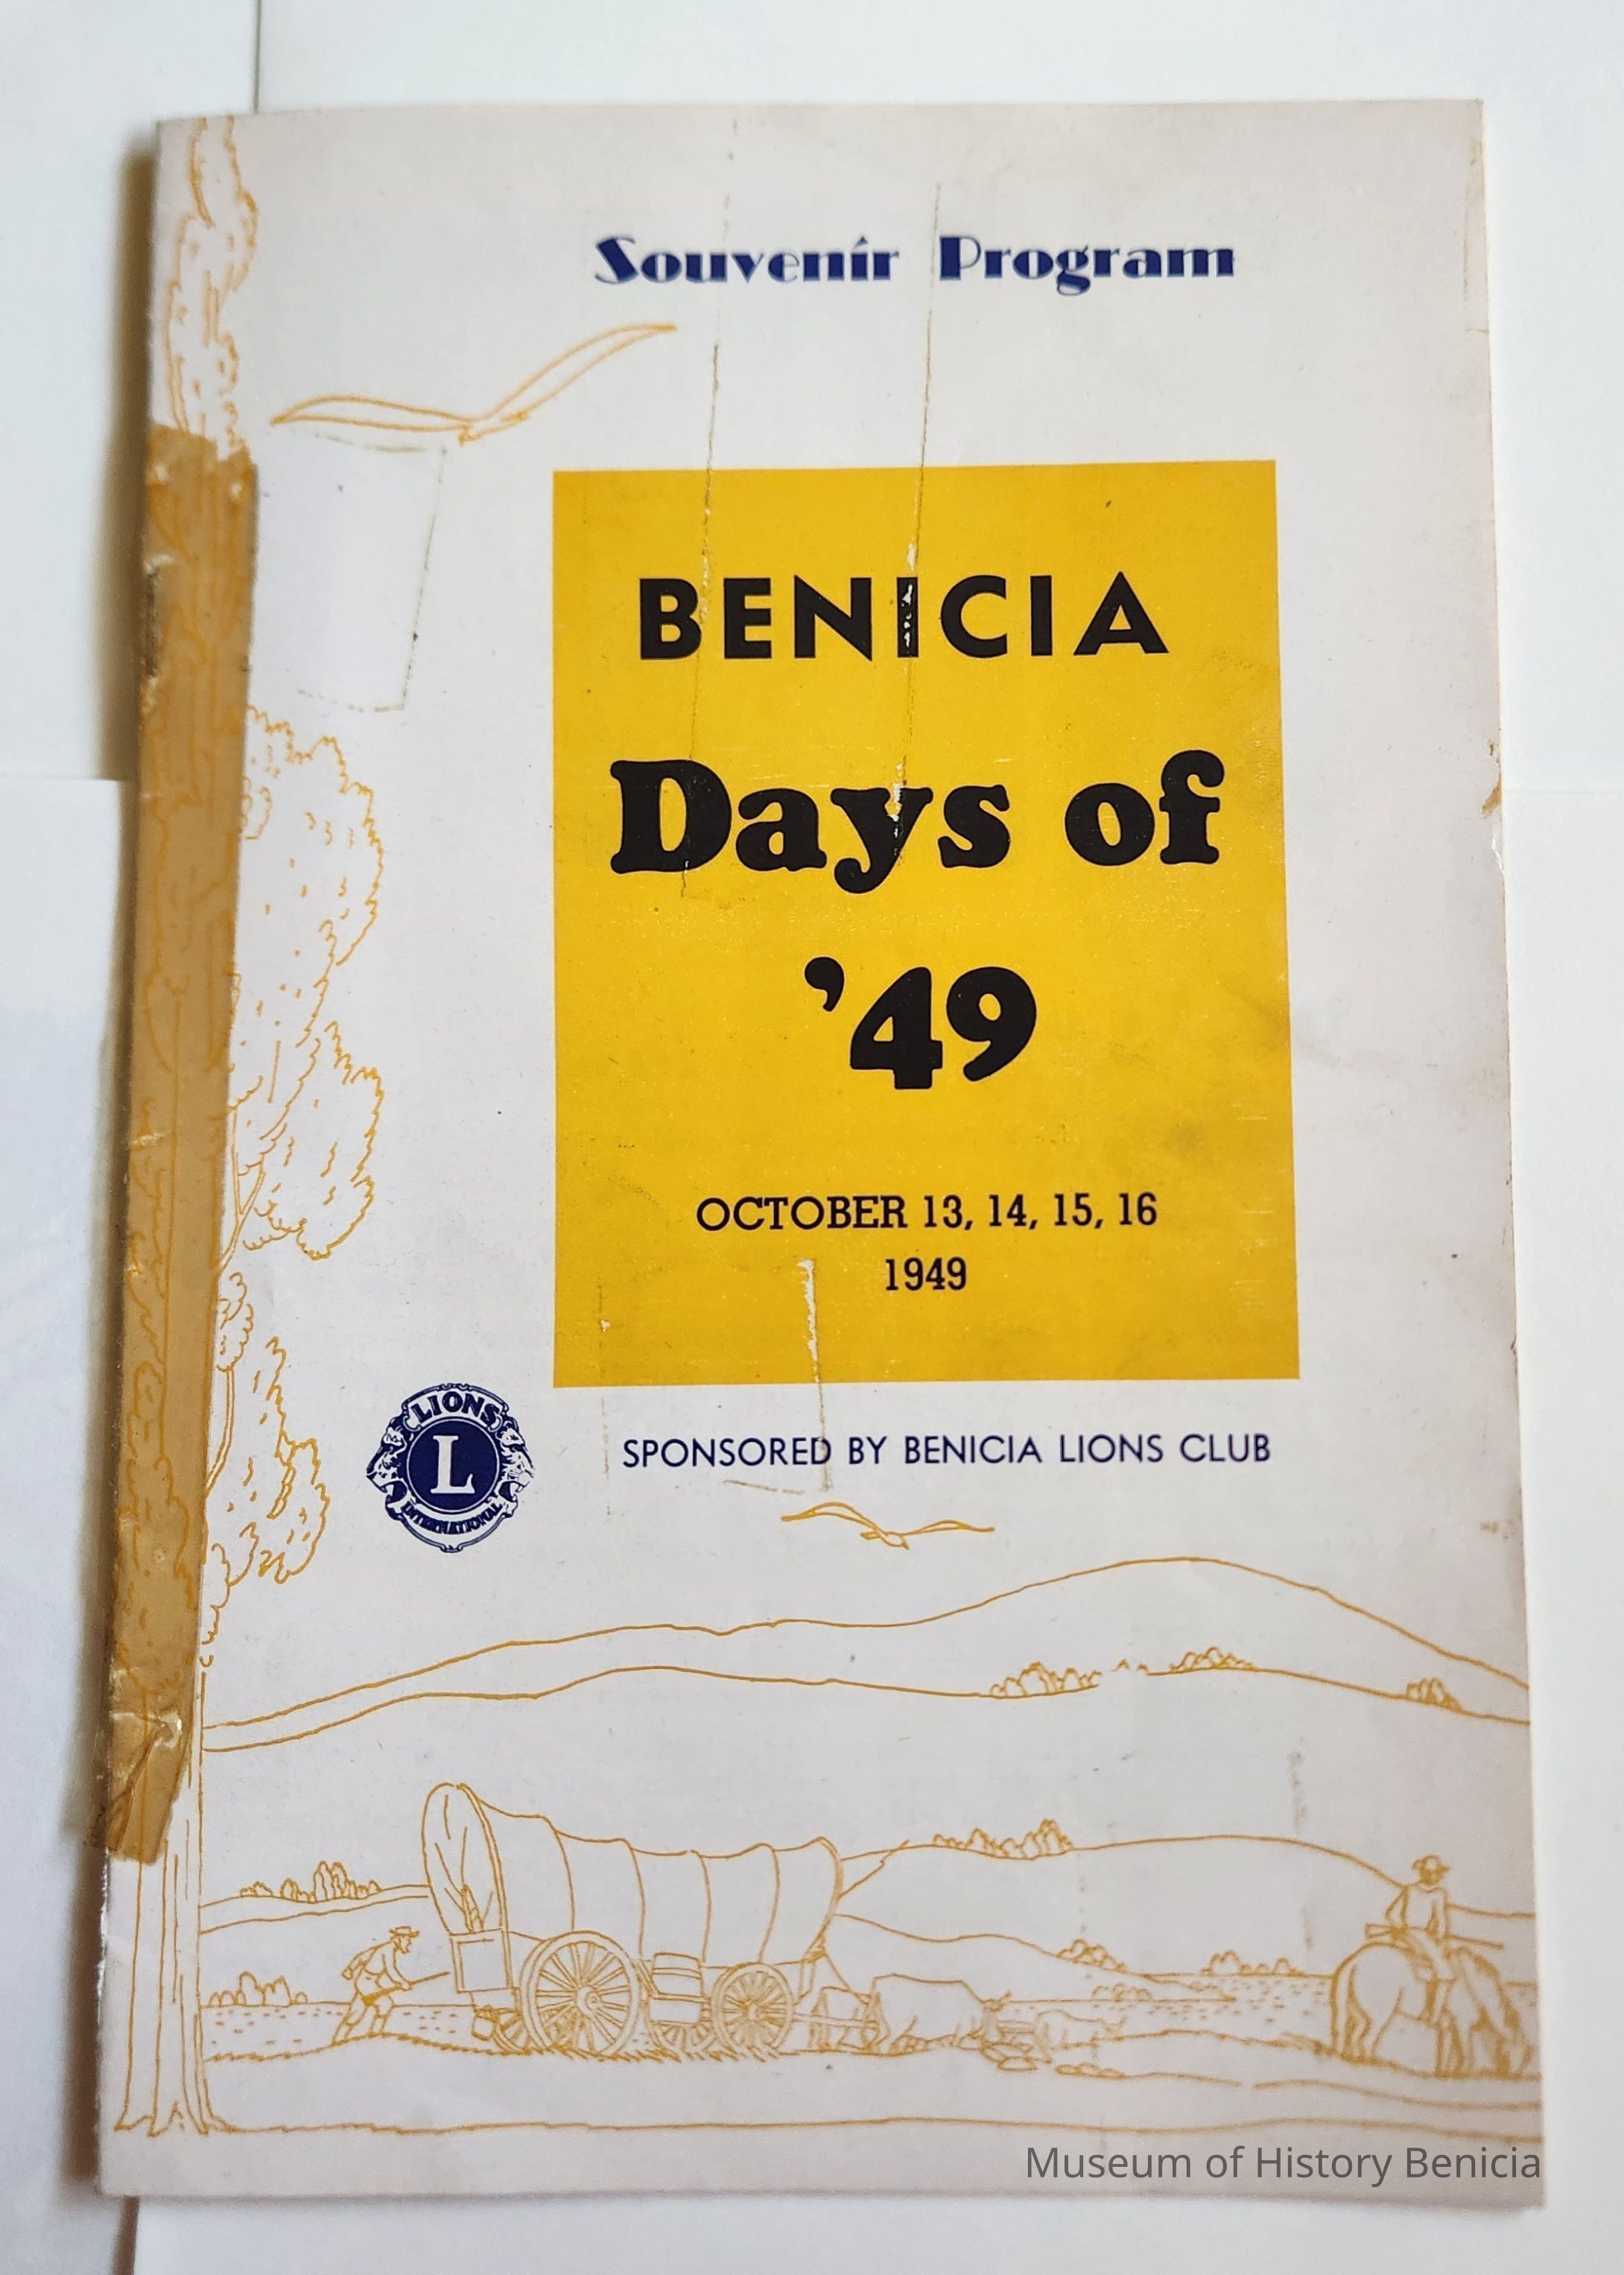 Souvenir Program
BENICIA
Days of
’49
OCTOBER 13, 14, 15, 16
1949
LIONS
L
INTERNATIONAL
SPONSORED BY BENICIA LIONS CLUB
Museum of History Benicia